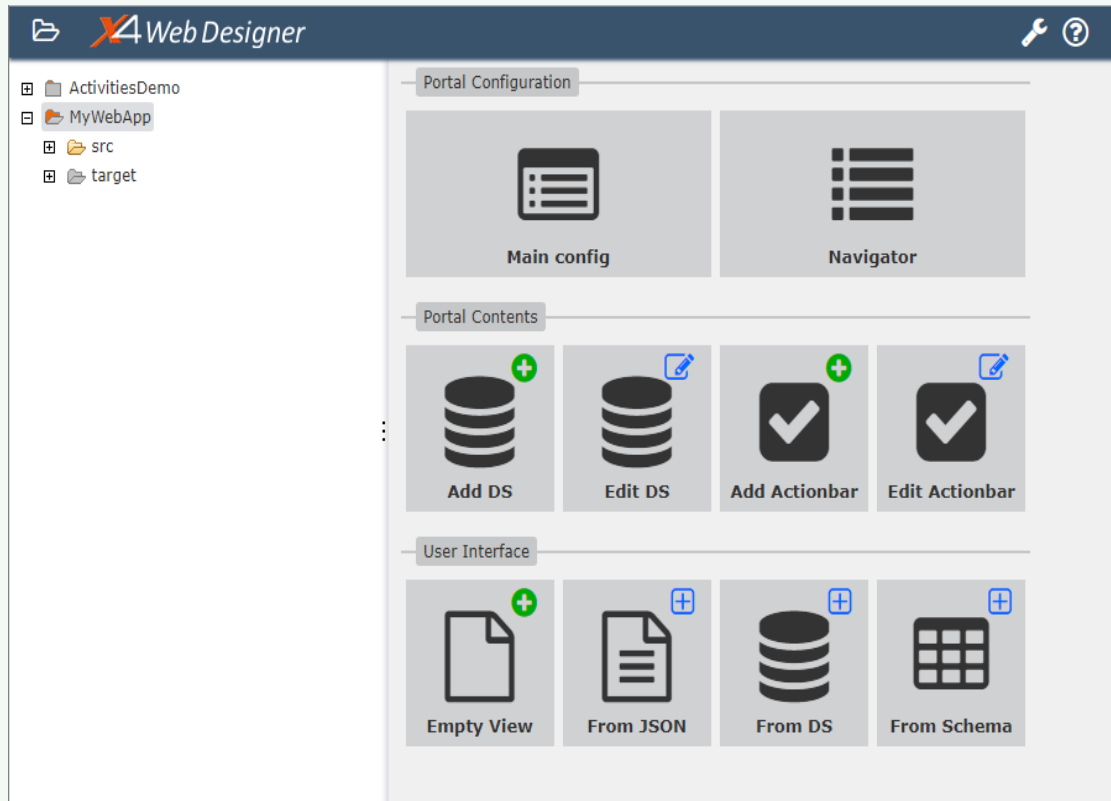 X4 Web Designer
ActivitiesDemo
MyWebApp
src
target
Portal Configuration
Main config
Navigator
Portal Contents
Add DS
Edit DS
Add Actionbar
Edit Actionbar
User Interface
Empty View
From JSON
From DS
From Schema